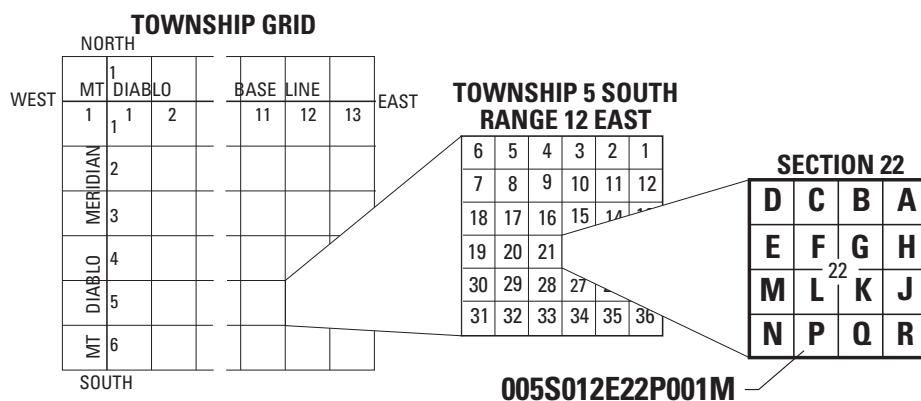 TOWNSHIP GRID
NORTH
1
WEST MT DIABLO BASE LINE EAST
1 1 2 11 12 13
1
2
3
4
5
6
MERIDIAN
DIABLO
MT
SOUTH
TOWNSHIP 5 SOUTH
RANGE 12 EAST
6 5 4 3 2 1
7 8 9 10 11 12
18 17 16 15 14
19 20 21
30 29 28 27
31 32 33 34 35 36
SECTION 22
D C B A
E F G H
22
M L K J
N P Q R
005S012E22P001M